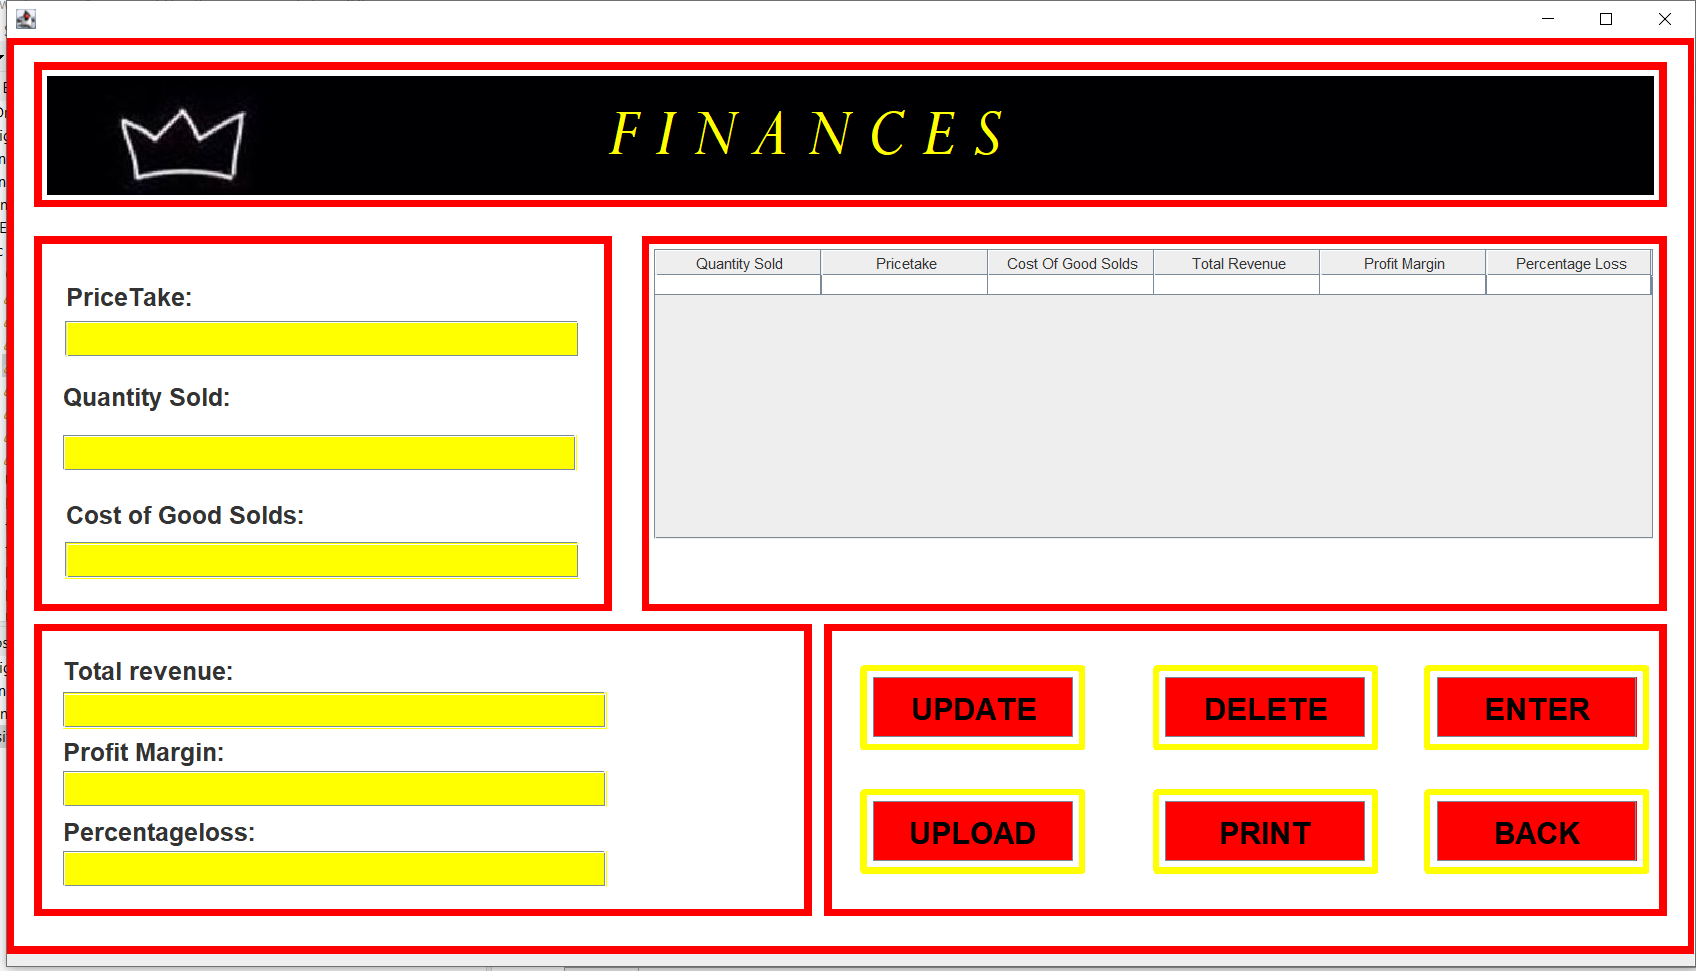 FINANCES
PriceTake:
Quantity Sold:
Cost of Good Solds:
Quantity Sold Pricetake Cost Of Good Solds Total Revenue Profit Margin Percentage Loss
Total revenue:
Profit Margin:
Percentageloss:
UPDATE DELETE ENTER
UPLOAD PRINT BACK